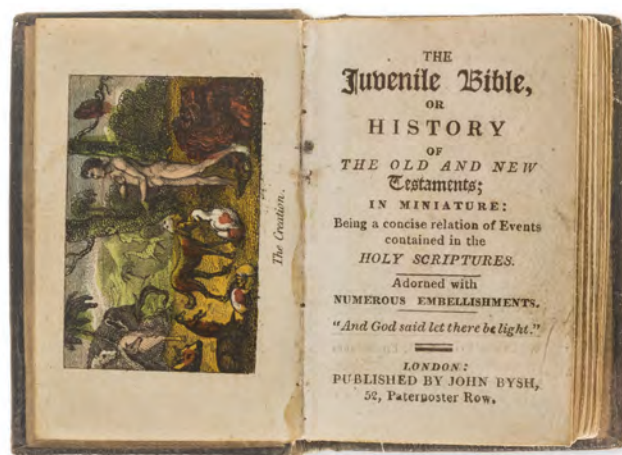 The Creation.
THE
Juvenile Bible,
OR
HISTORY
OF
THE OLD AND NEW
Testaments;
IN MINIATURE:
Being a concise relation of Events
contained in the
HOLY SCRIPTURES.
Adorned with
NUMEROUS EMBELLISHMENTS.
"And God said let there be light."
LONDON:
PUBLISHED BY JOHN BYSH,
52, Paternoster Row.